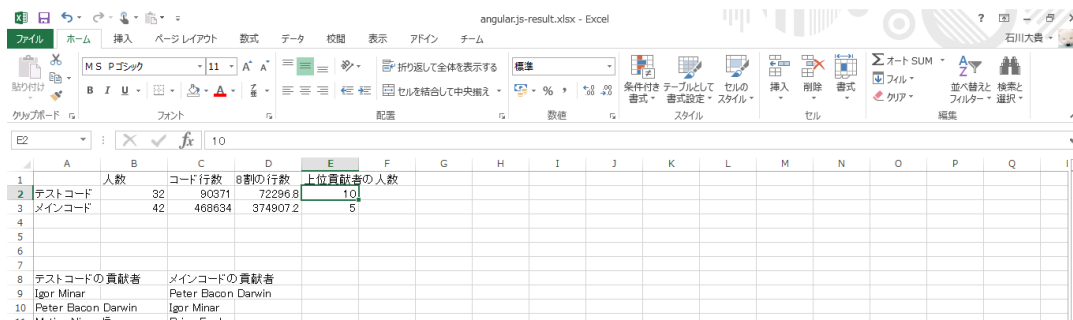 angular.js-result.xlsx - Excel
ファイル ホーム 挿入 ページ レイアウト 数式 データ 校閲 表示 アドイン チーム 石川大貴
貼り付け MS Pゴシック 11 A A 折り返して全体を表示する 標準 条件付き書式 テーブルとして書式設定 セルのスタイル 挿入 削除 書式 Σ オート SUM フィル クリア 並べ替えとフィルター 検索と選択
B I U A セルを結合して中央揃え % ,
クリップボード フォント 配置 数値 スタイル セル 編集
E2 fx 10
A B C D E F G H I J K L M N O P Q
1 人数 コード行数 8割の行数 上位貢献者の人数
2 テストコード 32 90371 72296.8 10
3 メインコード 42 468634 374907.2 5
4
5
6
7
8 テストコードの貢献者 メインコードの貢献者
9 Igor Minar Peter Bacon Darwin
10 Peter Bacon Darwin Igor Minar